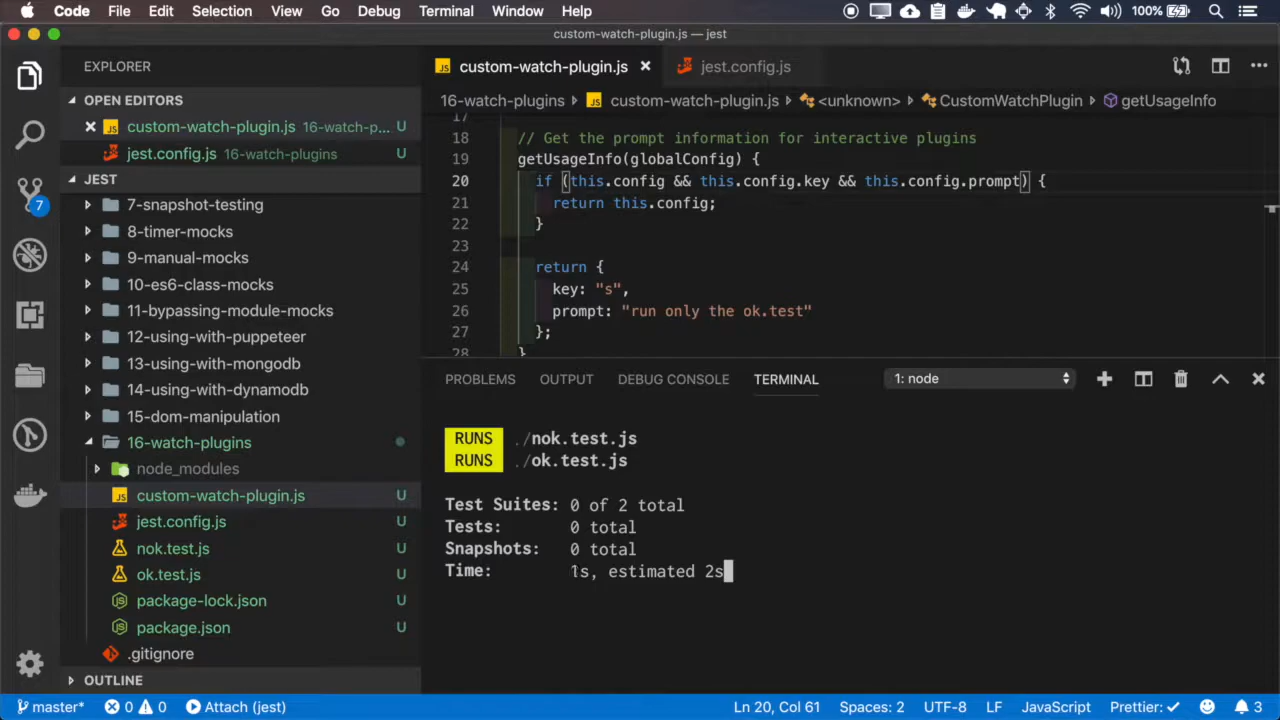 Code File Edit Selection View Go Debug Terminal Window Help 100%
custom-watch-plugin.js — jest
EXPLORER
OPEN EDITORS
custom-watch-plugin.js 16-watch-p... U
jest.config.js 16-watch-plugins U
JEST
7-snapshot-testing
8-timer-mocks
9-manual-mocks
10-es6-class-mocks
11-bypassing-module-mocks
12-using-with-puppeteer
13-using-with-mongodb
14-using-with-dynamodb
15-dom-manipulation
16-watch-plugins
node_modules
custom-watch-plugin.js U
jest.config.js U
nok.test.js U
ok.test.js U
package-lock.json U
package.json U
.gitignore
OUTLINE
7
custom-watch-plugin.js jest.config.js
16-watch-plugins > custom-watch-plugin.js > <unknown> > CustomWatchPlugin > getUsageInfo
17
18 // Get the prompt information for interactive plugins
19 getUsageInfo(globalConfig) {
20 if (this.config && this.config.key && this.config.prompt) {
21 return this.config;
22 }
23
24 return {
25 key: "s",
26 prompt: "run only the ok.test"
27 };
28 }
PROBLEMS OUTPUT DEBUG CONSOLE TERMINAL 1: node
RUNS ./nok.test.js
RUNS ./ok.test.js
Test Suites: 0 of 2 total
Tests: 0 total
Snapshots: 0 total
Time: 1s, estimated 2s
master* 0 0 Attach (jest) Ln 20, Col 61 Spaces: 2 UTF-8 LF JavaScript Prettier: ✓ 3